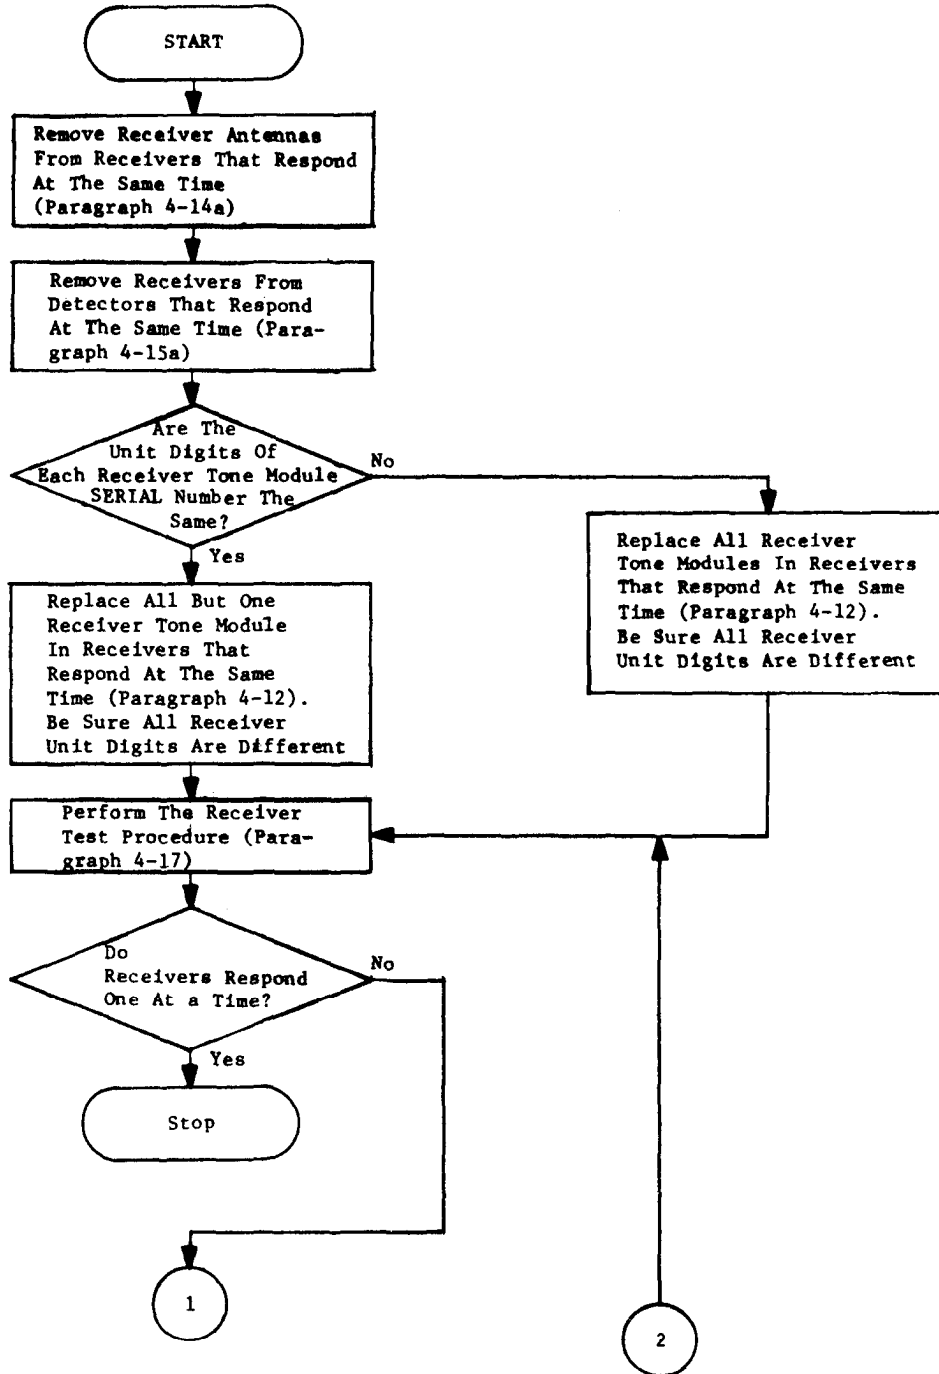 START
Remove Receiver Antennas
From Receivers That Respond
At The Same Time
(Paragraph 4-14a)
Remove Receivers From
Detectors That Respond
At The Same Time (Para-
graph 4-15a)
Are The
Unit Digits Of
Each Receiver Tone Module
SERIAL Number The
Same?
No
Yes
Replace All Receiver
Tone Modules In Receivers
That Respond At The Same
Time (Paragraph 4-12).
Be Sure All Receiver
Unit Digits Are Different
Replace All But One
Receiver Tone Module
In Receivers That
Respond At The Same
Time (Paragraph 4-12).
Be Sure All Receiver
Unit Digits Are Different
Perform The Receiver
Test Procedure (Para-
graph 4-17)
Do
Receivers Respond
One At a Time?
No
Yes
Stop
1
2